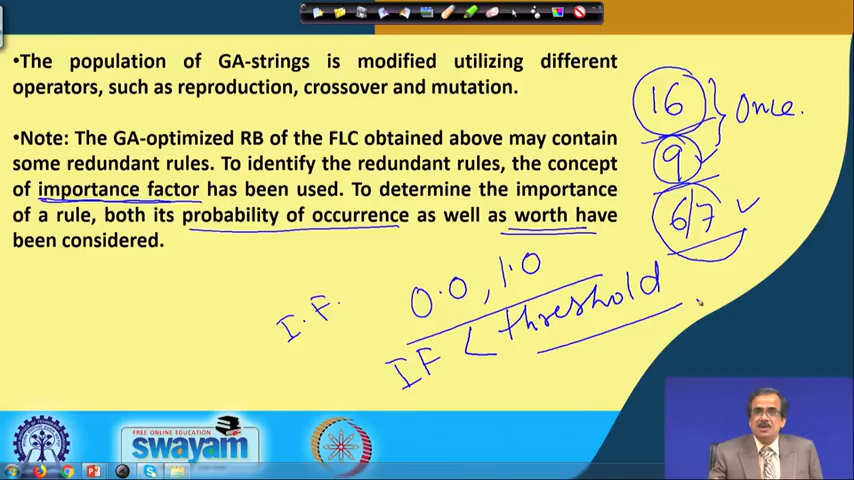 •The population of GA-strings is modified utilizing different
operators, such as reproduction, crossover and mutation.
•Note: The GA-optimized RB of the FLC obtained above may contain
some redundant rules. To identify the redundant rules, the concept
of importance factor has been used. To determine the importance
of a rule, both its probability of occurrence as well as worth have
been considered.
16
9
Once.
6/7
I.F.
0.0, 1.0
IF < threshold
FREE ONLINE EDUCATION
swayam